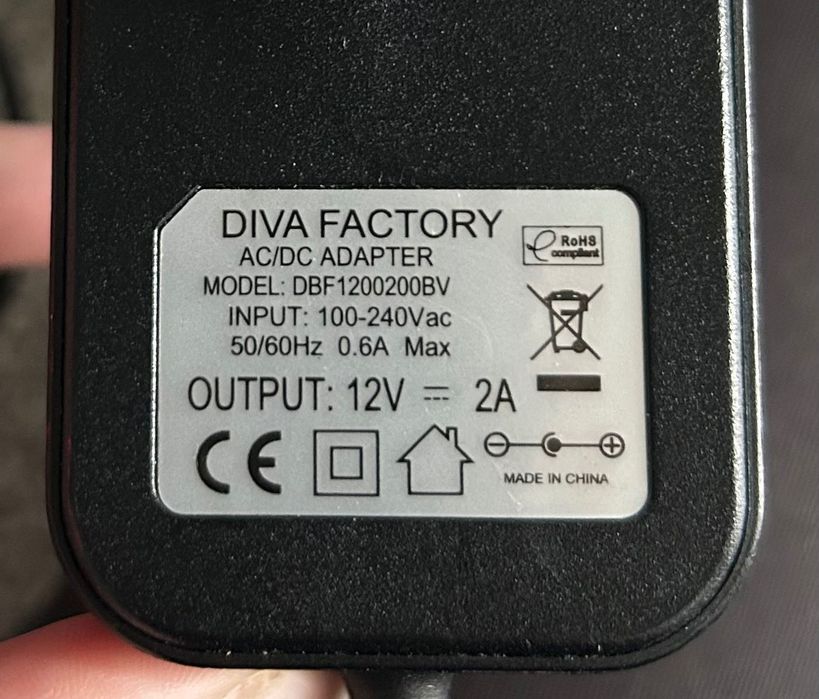 DIVA FACTORY
AC/DC ADAPTER
MODEL: DBF1200200BV
INPUT: 100-240Vac
50/60Hz 0.6A Max
OUTPUT: 12V ⎓ 2A
RoHS
compliant
CE
MADE IN CHINA